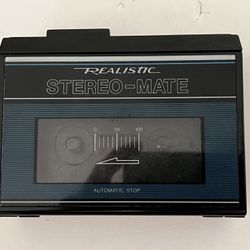 REALISTIC
STEREO-MATE
0 50 100
AUTOMATIC STOP